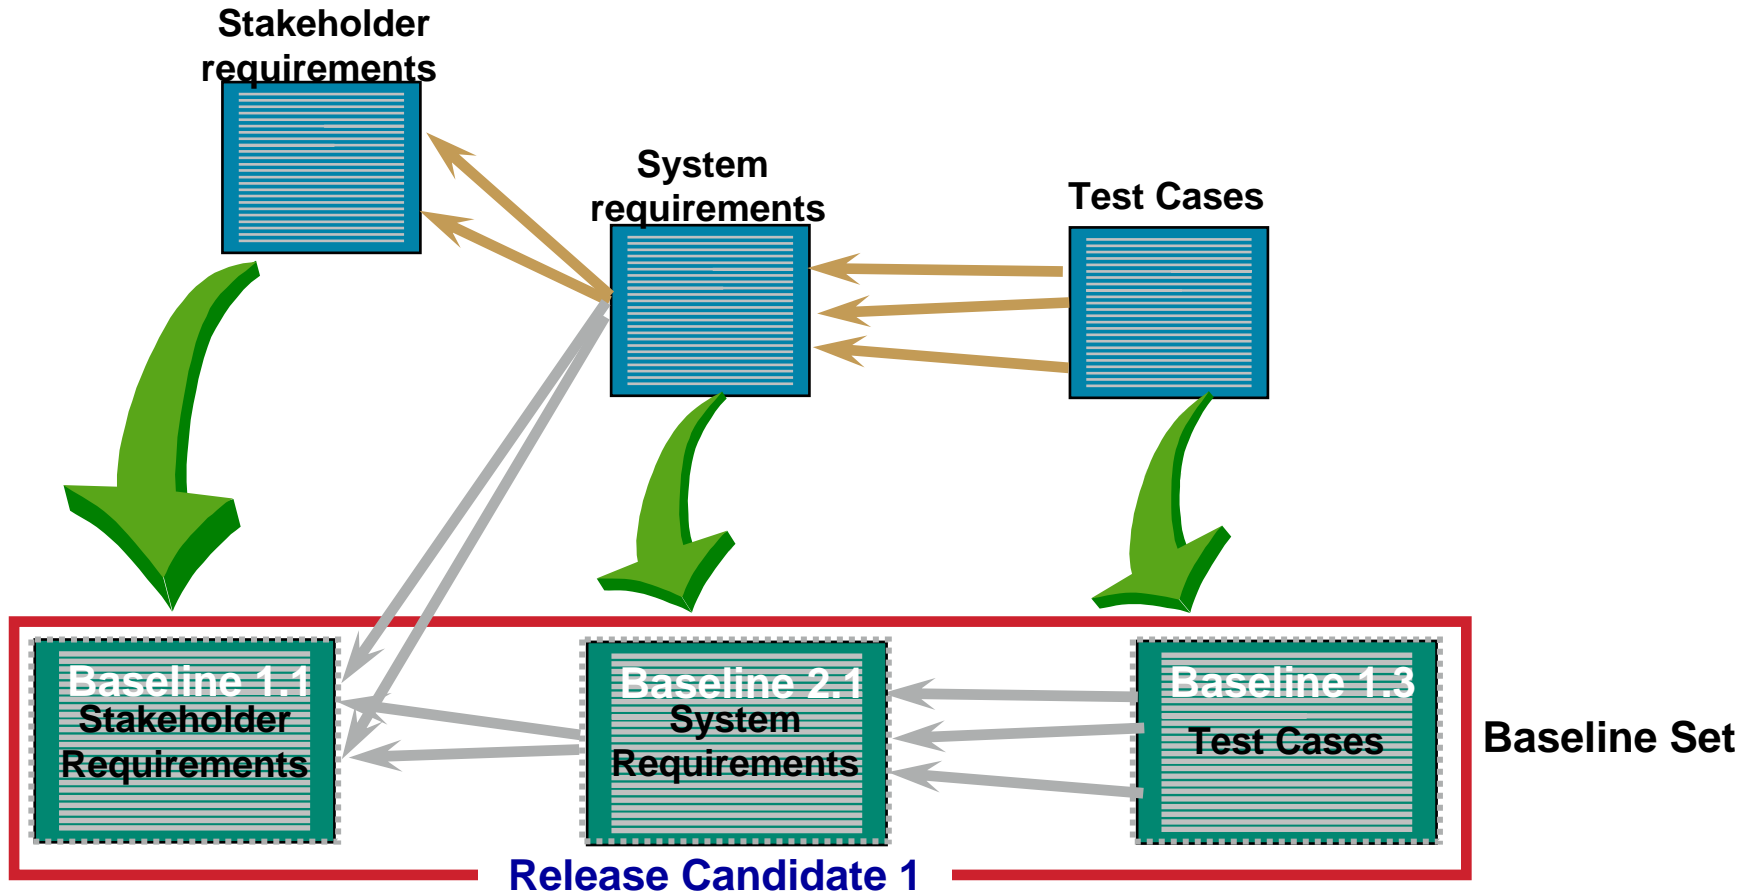 Stakeholder
requirements
System
requirements
Test Cases
Baseline 1.1
Stakeholder
Requirements
Baseline 2.1
System
Requirements
Baseline 1.3
Test Cases
Baseline Set
Release Candidate 1